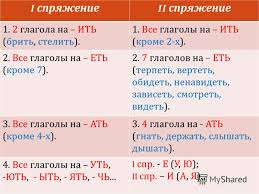 I спряжение
II спряжение
1. 2 глагола на – ИТЬ
(брить, стелить).
1. Все глаголы на – ИТЬ
(кроме 2-х).
2. Все глаголы на – ЕТЬ
(кроме 7).
2. 7 глаголов на – ЕТЬ
(терпеть, вертеть,
обидеть, ненавидеть,
зависеть, смотреть,
видеть).
3. Все глаголы на – АТЬ
(кроме 4-х).
3. 4 глагола на - АТЬ
(гнать, держать, слышать,
дышать).
4. Все глаголы на – УТЬ,
-ЮТЬ, - ЫТЬ, - ЯТЬ, - ЧЬ...
I спр. - Е (У, Ю);
II спр. – И (А, Я)
MyShared